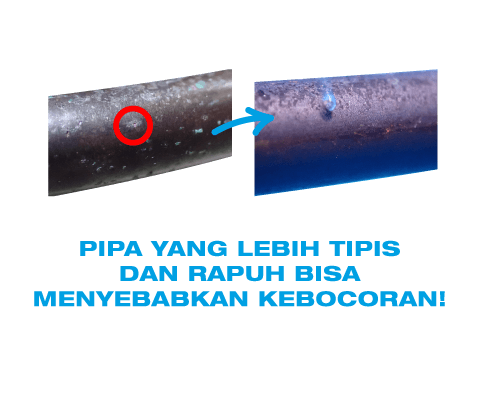 PIPA YANG LEBIH TIPIS
DAN RAPUH BISA
MENYEBABKAN KEBOCORAN!